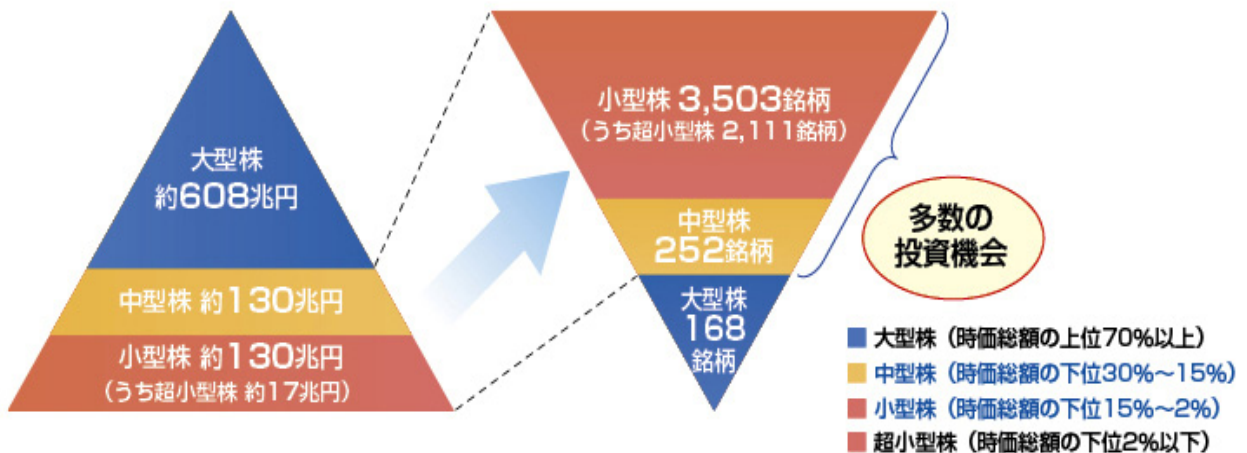 大型株
約608兆円
中型株 約130兆円
小型株 約130兆円
（うち超小型株 約17兆円）
小型株 3,503銘柄
（うち超小型株 2,111銘柄）
中型株
252銘柄
大型株
168
銘柄
多数の
投資機会
大型株（時価総額の上位70%以上）
中型株（時価総額の下位30%～15%）
小型株（時価総額の下位15%～2%）
超小型株（時価総額の下位2%以下）